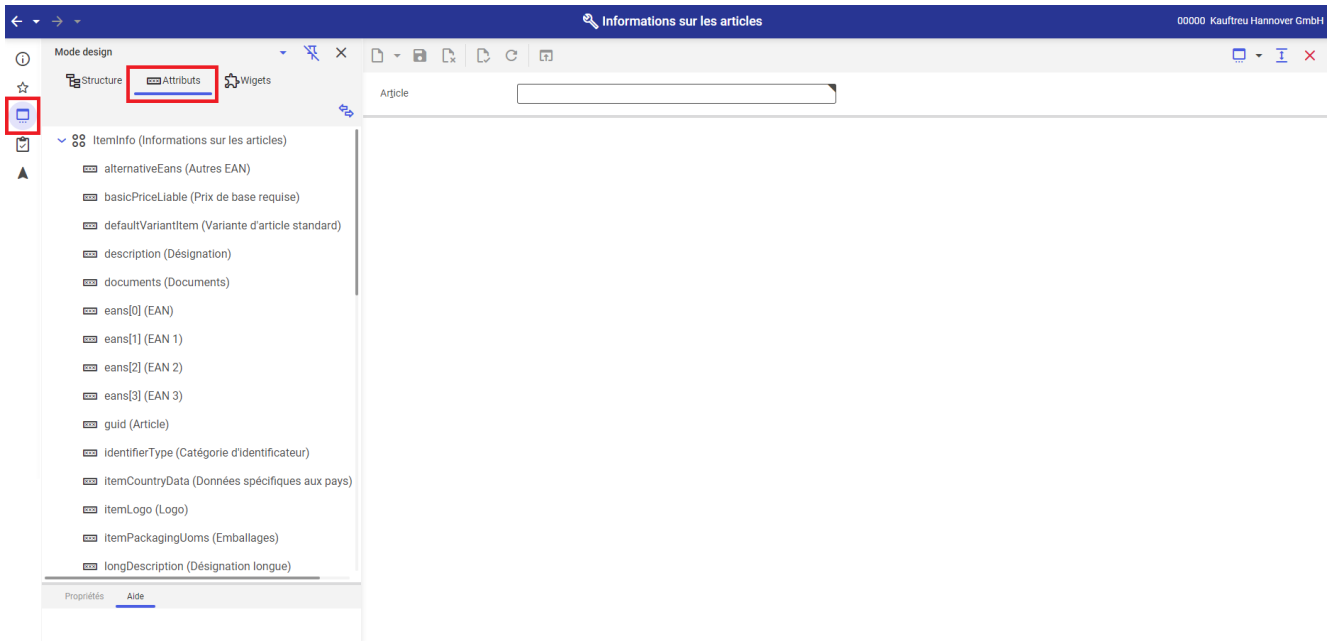 Informations sur les articles
00000 Kauftreu Hannover GmbH
Mode design
Structure
Attributs
Wigets
Article
ItemInfo (Informations sur les articles)
alternativeEans (Autres EAN)
basicPriceLiable (Prix de base requise)
defaultVariantItem (Variante d'article standard)
description (Désignation)
documents (Documents)
eans[0] (EAN)
eans[1] (EAN 1)
eans[2] (EAN 2)
eans[3] (EAN 3)
guid (Article)
identifierType (Catégorie d'identificateur)
itemCountryData (Données spécifiques aux pays)
itemLogo (Logo)
itemPackagingUoms (Emballages)
longDescription (Désignation longue)
Propriétés
Aide